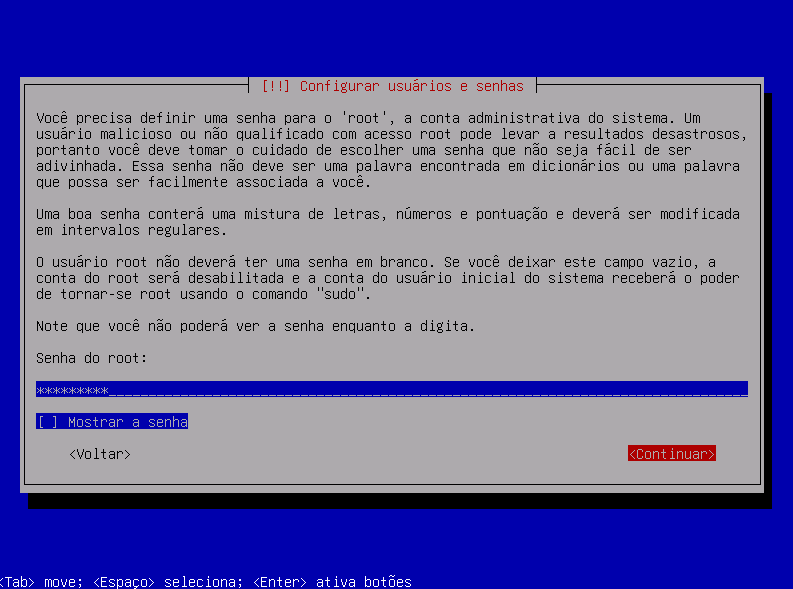 [!!] Configurar usuários e senhas
Você precisa definir uma senha para o 'root', a conta administrativa do sistema. Um
usuário malicioso ou não qualificado com acesso root pode levar a resultados desastrosos,
portanto você deve tomar o cuidado de escolher uma senha que não seja fácil de ser
adivinhada. Essa senha não deve ser uma palavra encontrada em dicionários ou uma palavra
que possa ser facilmente associada a você.
Uma boa senha conterá uma mistura de letras, números e pontuação e deverá ser modificada
em intervalos regulares.
O usuário root não deverá ter uma senha em branco. Se você deixar este campo vazio, a
conta do root será desabilitada e a conta do usuário inicial do sistema receberá o poder
de tornar-se root usando o comando "sudo".
Note que você não poderá ver a senha enquanto a digita.
Senha do root:
*********
[ ] Mostrar a senha
<Voltar> <Continuar>
<Tab> move; <Espaço> seleciona; <Enter> ativa botões